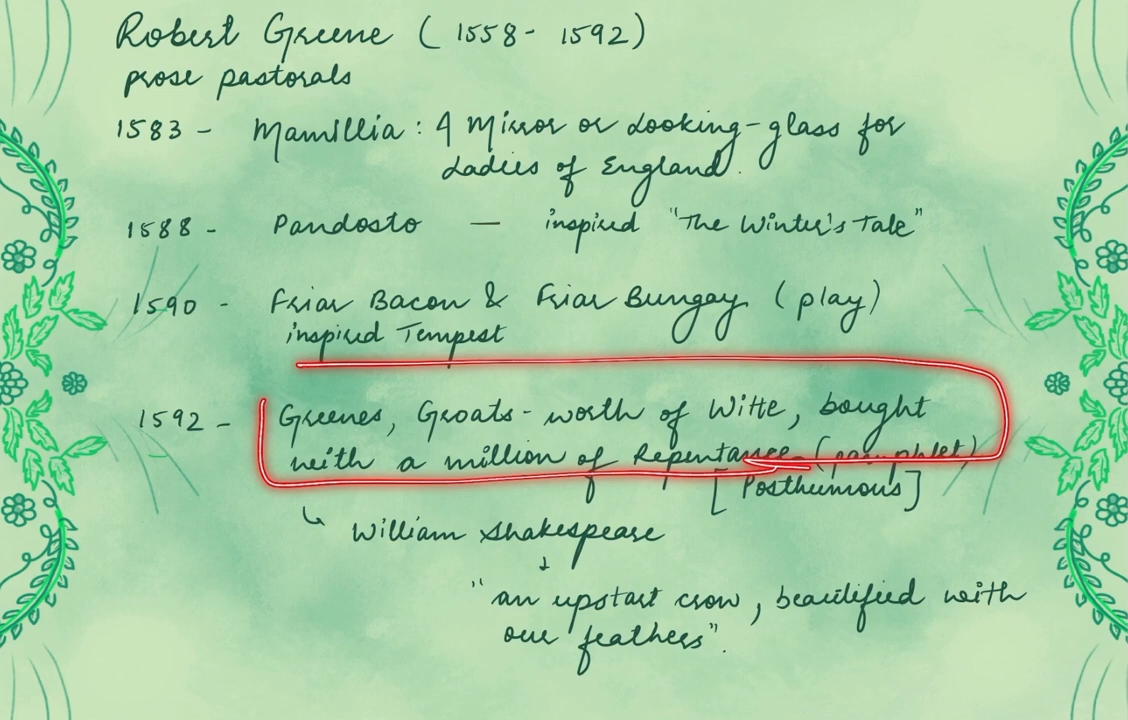 Robert Greene (1558- 1592)
prose pastorals
1583 - Mamillia : A Mirror or Looking-glass for
Ladies of England.
1588 - Pandosto — inspired "The Winter's Tale"
1590 - Friar Bacon & Friar Bungay (play)
inspired Tempest
1592 - Greenes, Groats-worth of Witte, bought
with a million of Repentance (pamphlet)
[Posthumous]
↳ William Shakespeare
↓
"an upstart crow, beautified with
our feathers".